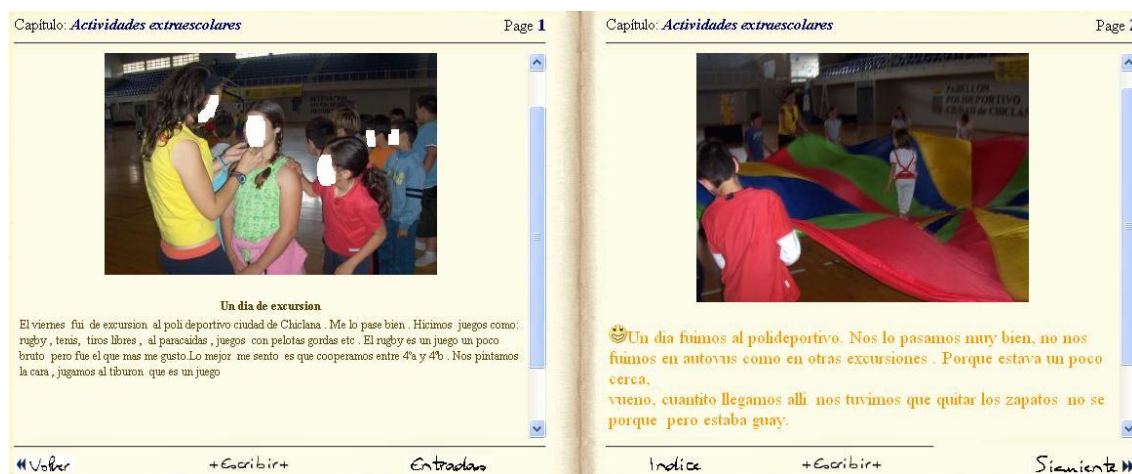 Capítulo: Actividades extraescolares
Page 1
Un dia de excursion
El viernes fui de excursion al poli deportivo ciudad de Chiclana . Me lo pase bien . Hicimos juegos como:
rugby , tenis, tiros libres , al paracaidas , juegos con pelotas gordas etc . El rugby es un juego un poco
bruto pero fue el que mas me gusto.Lo mejor me sento es que cooperamos entre 4ºa y 4ºb . Nos pintamos
la cara , jugamos al tiburon que es un juego
Volver
+Escribir+
Entradas
Capítulo: Actividades extraescolares
Page
PABELLON
POLIDEPORTIVO
CIUDAD de CHICLANA
Un dia fuimos al polideportivo. Nos lo pasamos muy bien, no nos
fuimos en autovus como en otras excursiones . Porque estava un poco
cerca,
vueno, cuantito llegamos alli nos tuvimos que quitar los zapatos no se
porque pero estaba guay.
Indice
+Escribir+
Siguiente